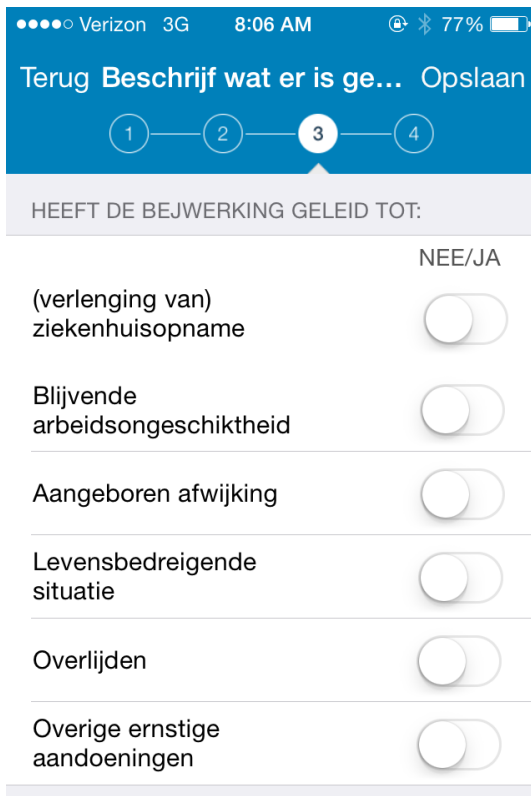 Verizon 3G 8:06 AM 77%
Terug Beschrijf wat er is ge... Opslaan
1 2 3 4
HEEFT DE BEJWERKING GELEID TOT:
NEE/JA
(verlenging van)
ziekenhuisopname
Blijvende
arbeidsongeschiktheid
Aangeboren afwijking
Levensbedreigende
situatie
Overlijden
Overige ernstige
aandoeningen